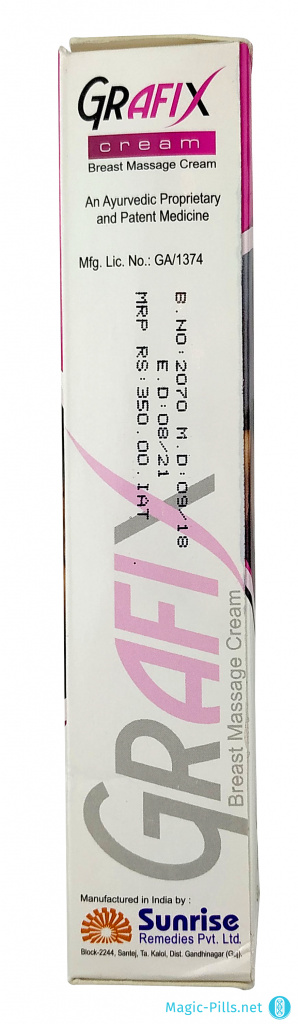 GRAFIX
cream
Breast Massage Cream
An Ayurvedic Proprietary
and Patent Medicine
Mfg. Lic. No.: GA/1374
B.NO:2070 M.D:09/18
E.D:08/21
MRP RS:350.00.IAT
GRAFIX
Breast Massage Cream
Manufactured in India by :
Sunrise
Remedies Pvt. Ltd.
Block-2244, Santej, Ta. Kalol, Dist. Gandhinagar (Guj).
Magic-Pills.net